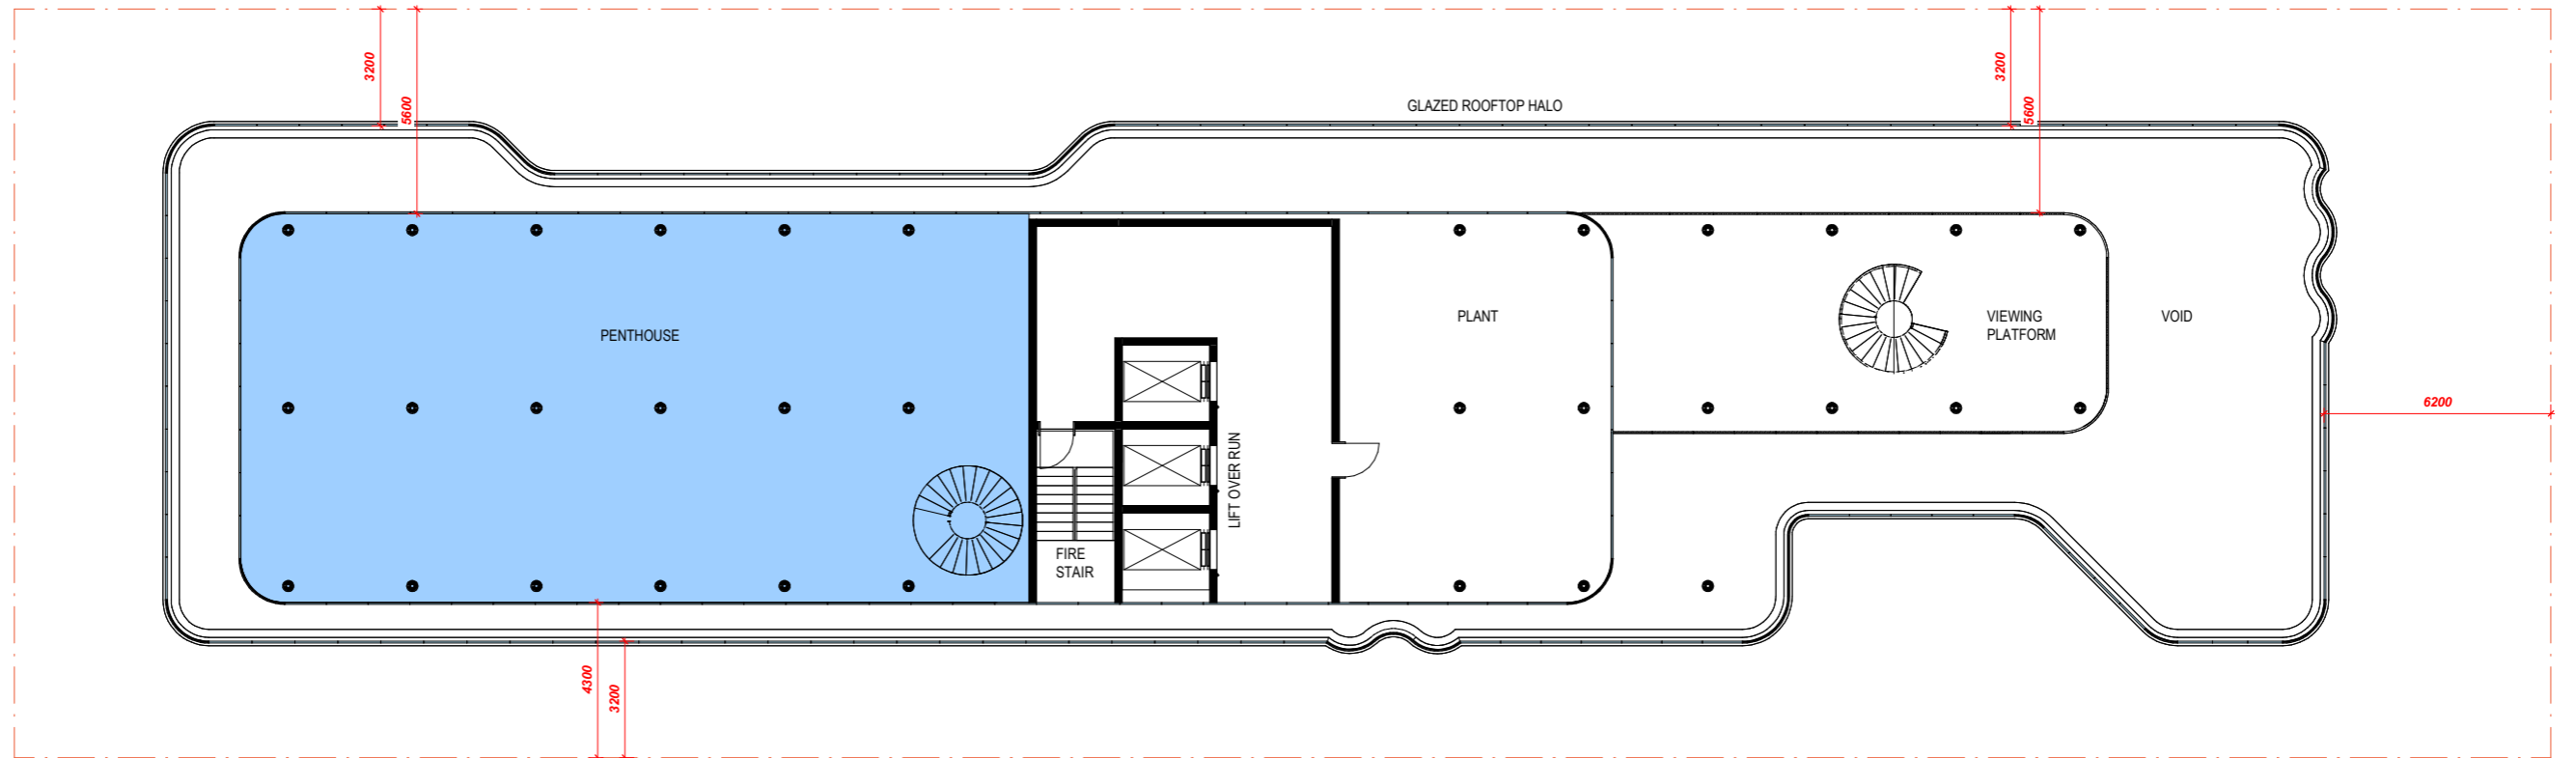 3200
5600
3200
5600
GLAZED ROOFTOP HALO
PENTHOUSE
PLANT
VIEWING
PLATFORM
VOID
6200
LIFT OVER RUN
FIRE
STAIR
4300
3200